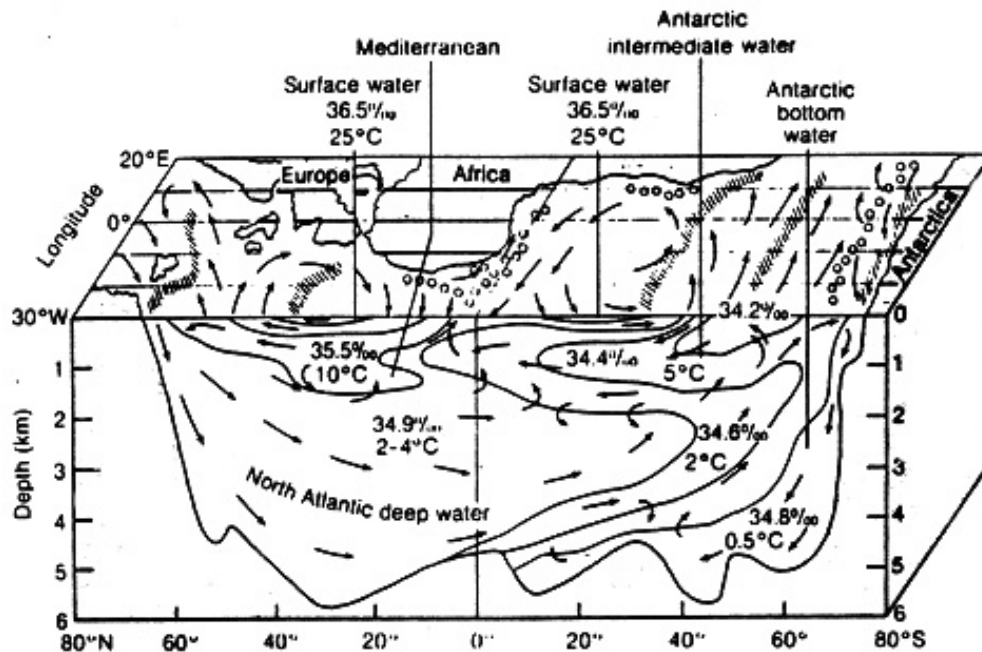 Antarctic
intermediate water
Mediterranean
Surface water
36.5‰
25°C
Surface water
36.5‰
25°C
Antarctic
bottom
water
20°E
Europe
Africa
Longitude
0°
Antarctica
30°W
34.2‰
0
35.5‰
10°C
34.4‰
5°C
1
1
34.9‰
2-4°C
2
2
34.6‰
2°C
Depth (km)
3
3
North Atlantic deep water
34.8‰
0.5°C
4
4
5
5
6
6
80°N
60°
40°
20°
0°
20°
40°
60°
80°S